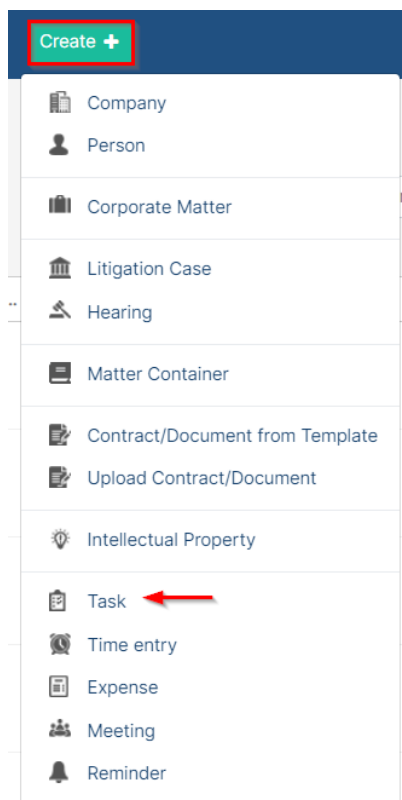 Create +
Company
Person
Corporate Matter
Litigation Case
Hearing
Matter Container
Contract/Document from Template
Upload Contract/Document
Intellectual Property
Task
Time entry
Expense
Meeting
Reminder